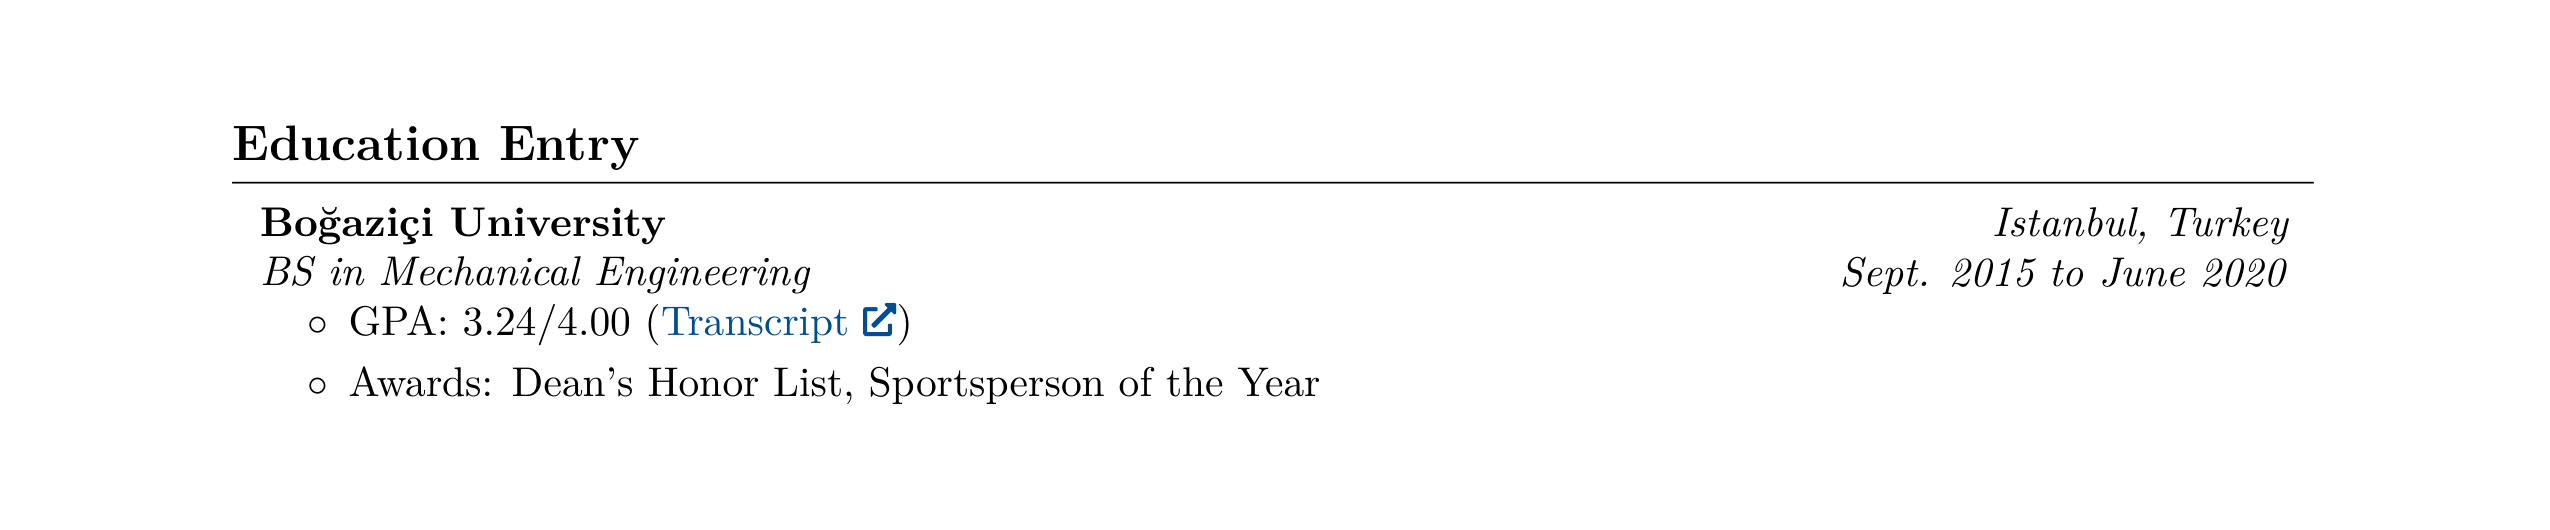 Education Entry
Boğaziçi University Istanbul, Turkey
BS in Mechanical Engineering Sept. 2015 to June 2020
GPA: 3.24/4.00 (Transcript)
Awards: Dean's Honor List, Sportsperson of the Year